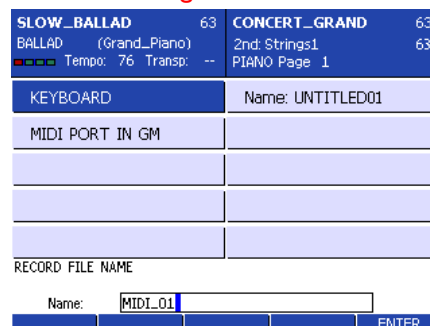 SLOW_BALLAD 63
BALLAD (Grand_Piano)
Tempo: 76 Transp: --
CONCERT_GRAND 63
2nd: Strings1 63
PIANO Page 1
KEYBOARD
Name: UNTITLED01
MIDI PORT IN GM
RECORD FILE NAME
Name: MIDI_01
ENTER